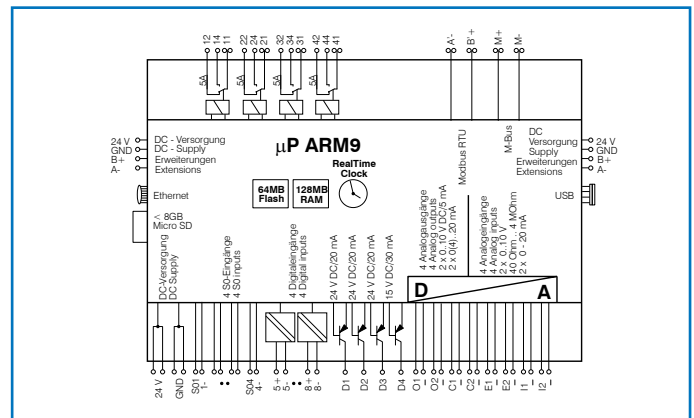 12
14
11
22
24
21
32
34
31
42
44
41
A'-
B'+
M+
M-
5A
5A
5A
5A
24 V
GND
B+
A-
DC - Versorgung
DC - Supply
Erweiterungen
Extensions
µP ARM9
RealTime
Clock
64MB
Flash
128MB
RAM
Modbus RTU
M-Bus
DC
Versorgung
Supply
Erweiterungen
Extensions
24 V
GND
B+
A-
Ethernet
USB
< 8GB
Micro SD
DC-Versorgung
DC Supply
4 S0-Eingänge
4 S0 inputs
4 Digitaleingänge
4 Digital inputs
24 V DC/20 mA
24 V DC/20 mA
24 V DC/20 mA
15 V DC/30 mA
4 Analogausgänge
4 Analog outputs
2 x 0..10 V DC/5 mA
2 x 0(4)..20 mA
4 Analogeingänge
4 Analog inputs
2 x 0..10 V
40 Ohm .. 4 MOhm
2 x 0 - 20 mA
D
A
24 V
GND
S01
1-
S04
4-
5+
5-
8+
8-
D1
D2
D3
D4
O1
O2
C1
C2
E1
E2
I1
I2